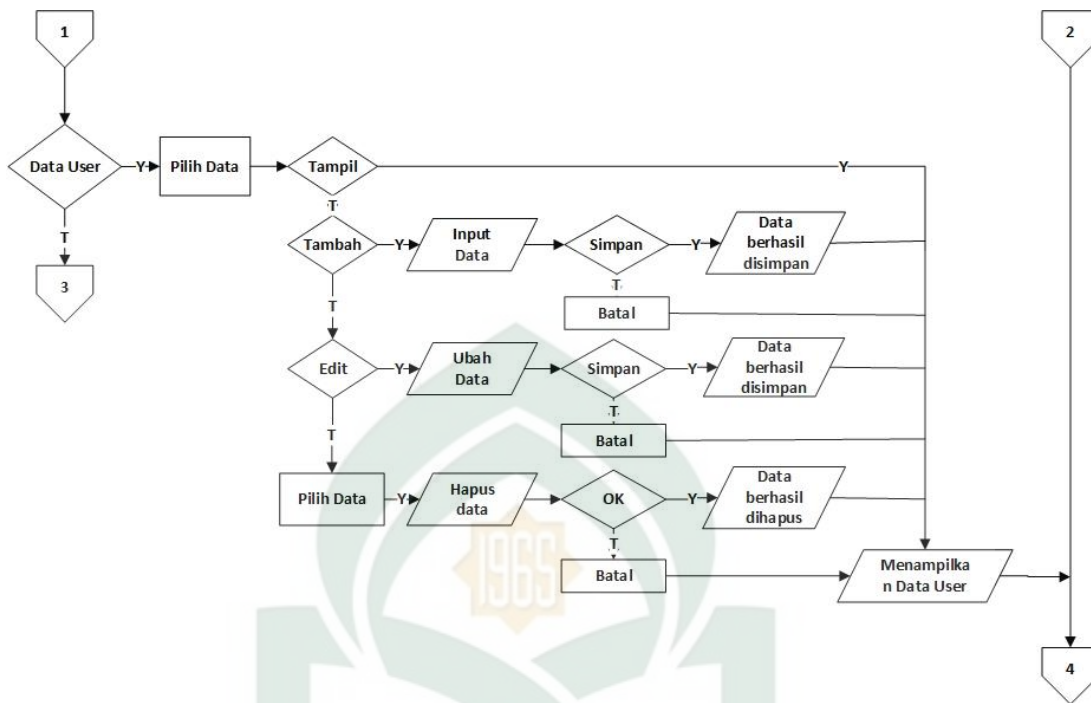 1
2
Data User
Y
Pilih Data
Tampil
Y
T
T
3
Tambah
Y
Input
Data
Simpan
Y
Data
berhasil
disimpan
T
Batal
T
Edit
Y
Ubah
Data
Simpan
Y
Data
berhasil
disimpan
T
Batal
T
Pilih Data
Y
Hapus
data
OK
Y
Data
berhasil
dihapus
T
Batal
Menampilka
n Data User
1965
4